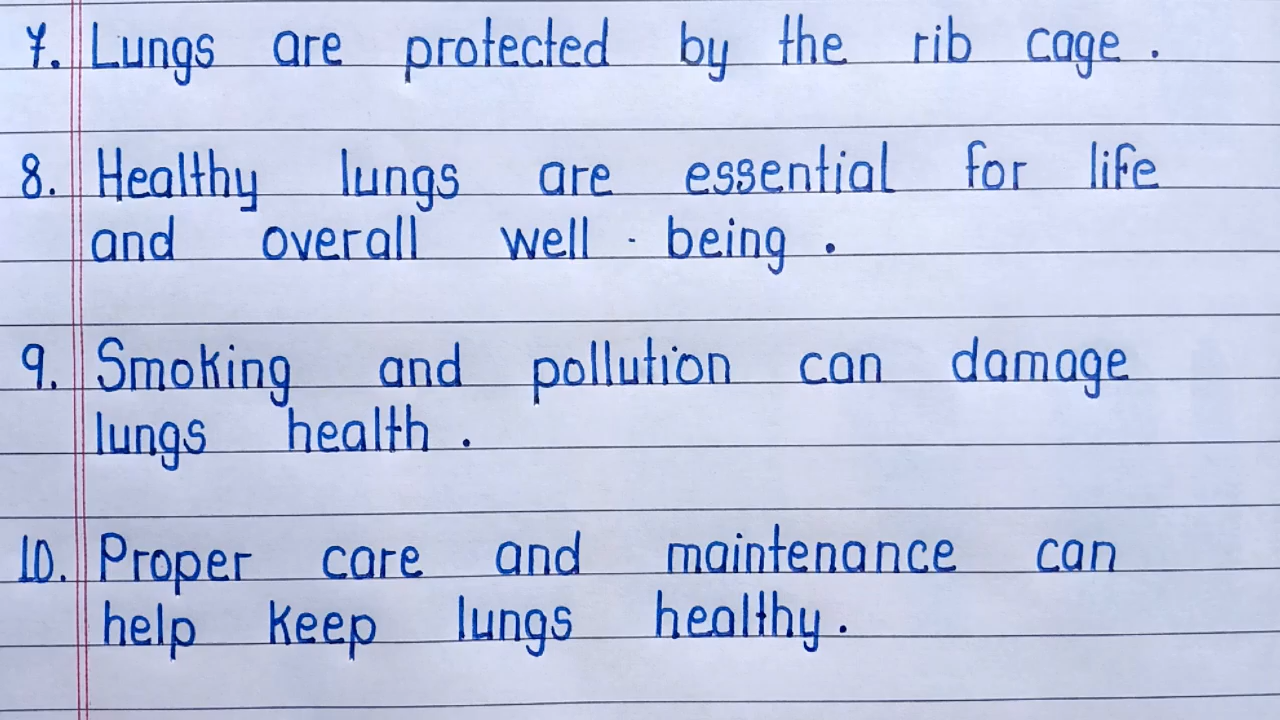 7. Lungs are protected by the rib cage.
8. Healthy lungs are essential for life
and overall well-being.
9. Smoking and pollution can damage
lungs health.
10. Proper care and maintenance can
help keep lungs healthy.